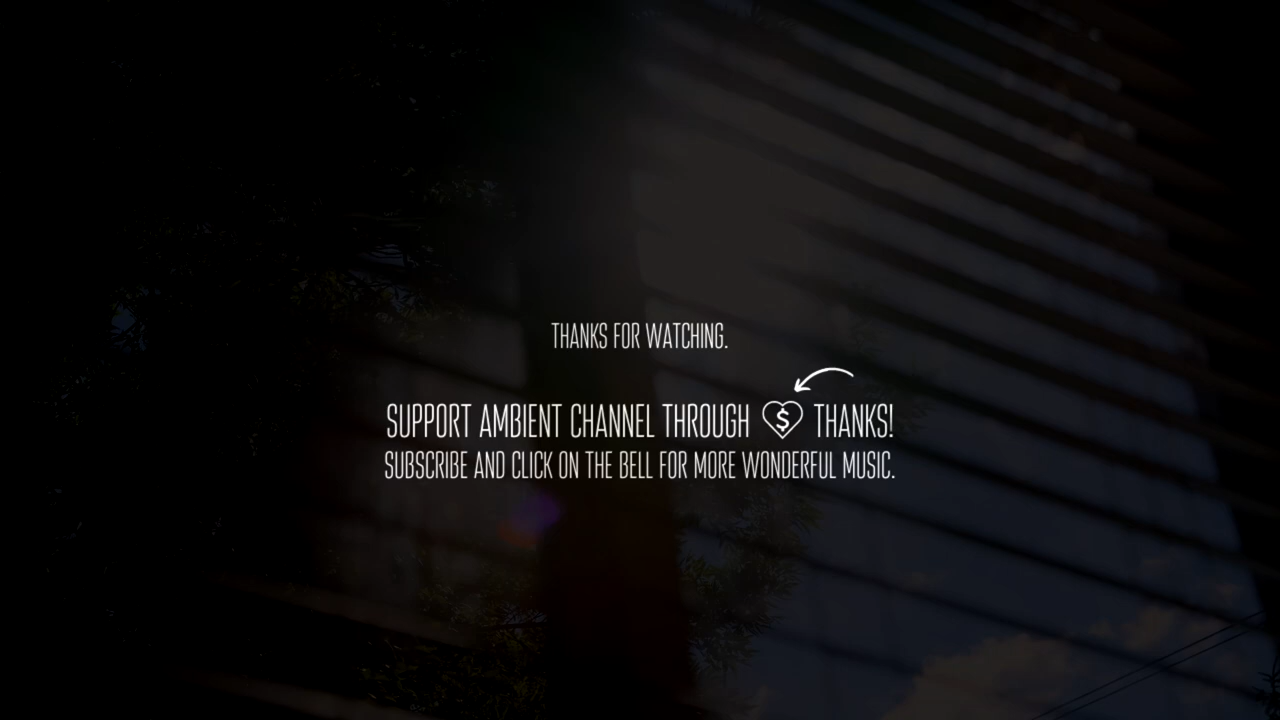 THANKS FOR WATCHING.
SUPPORT AMBIENT CHANNEL THROUGH $ THANKS!
SUBSCRIBE AND CLICK ON THE BELL FOR MORE WONDERFUL MUSIC.